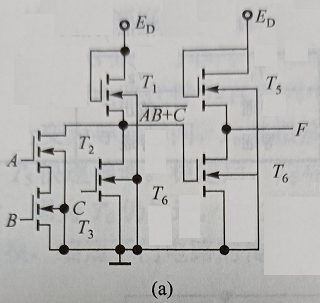 E_D
E_D
T_1
T_5
\overline{AB+C}
F
T_2
A
T_6
T_6
C
B
T_3
(a)